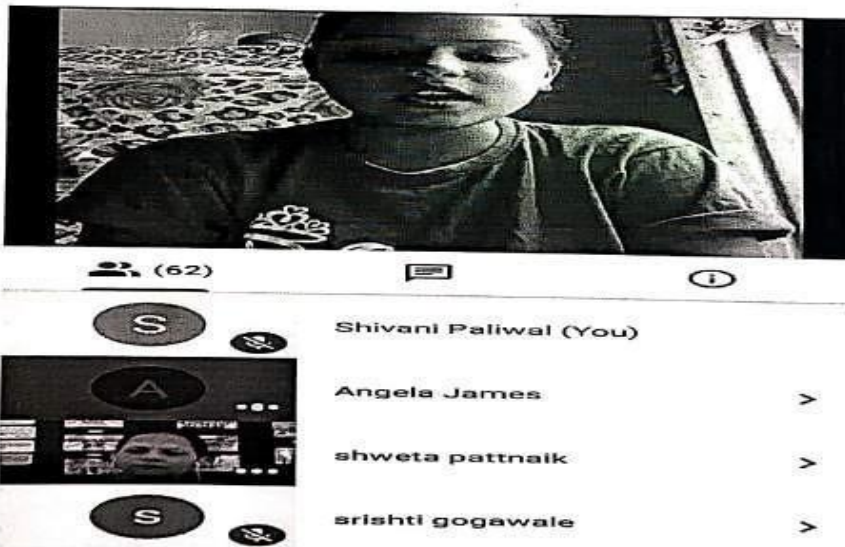 (62)
S
Shivani Paliwal (You)
A
Angela James
shweta pattnaik
S
srishti gogawale